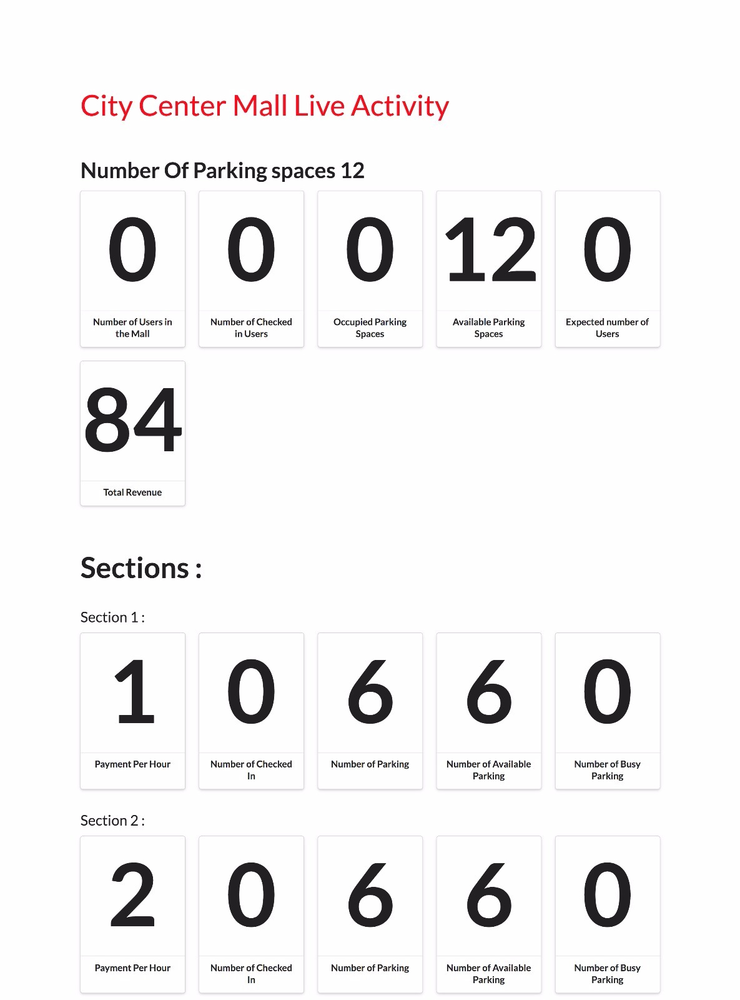 City Center Mall Live Activity
Number Of Parking spaces 12
0 0 0 12 0
Number of Users in the Mall
Number of Checked in Users
Occupied Parking Spaces
Available Parking Spaces
Expected number of Users
84
Total Revenue
Sections :
Section 1 :
1 0 6 6 0
Payment Per Hour
Number of Checked In
Number of Parking
Number of Available Parking
Number of Busy Parking
Section 2 :
2 0 6 6 0
Payment Per Hour
Number of Checked In
Number of Parking
Number of Available Parking
Number of Busy Parking